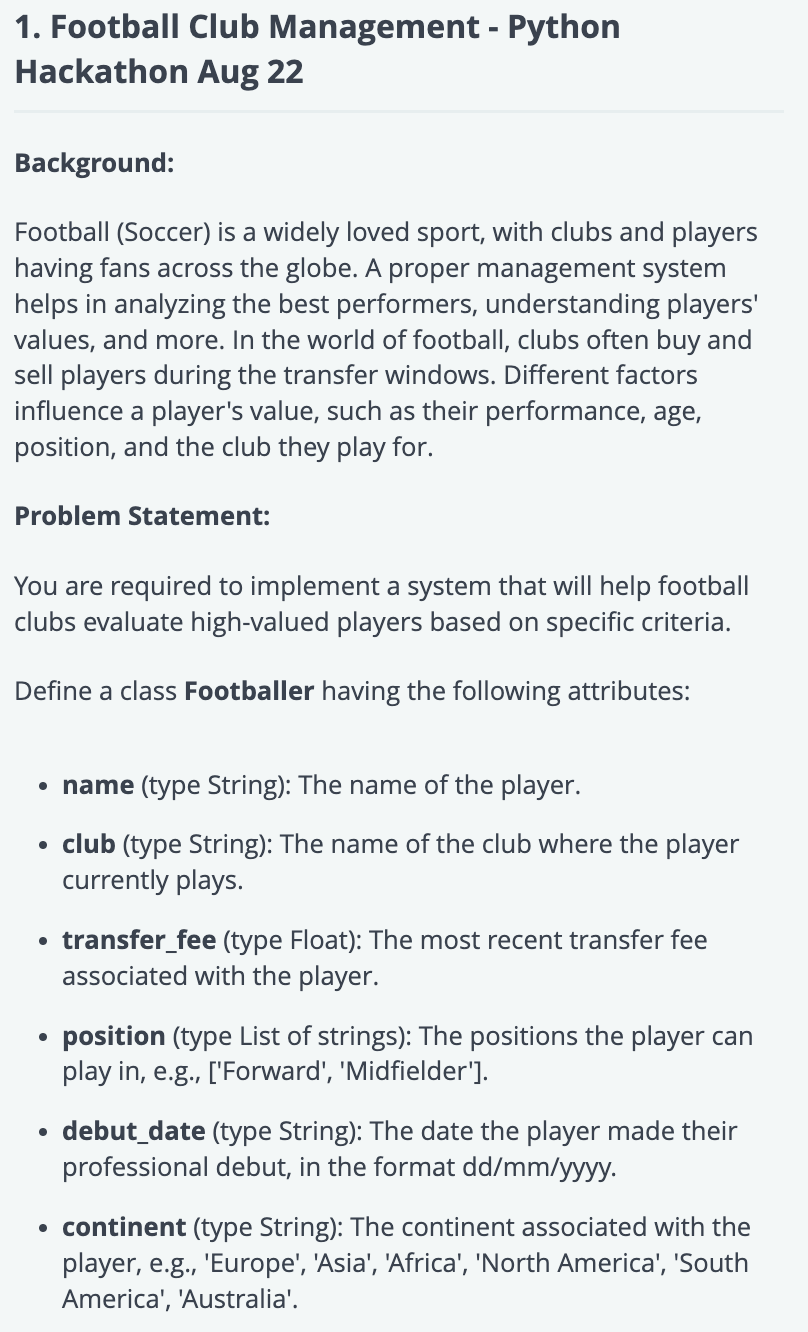 1. Football Club Management - Python
Hackathon Aug 22
Background:
Football (Soccer) is a widely loved sport, with clubs and players
having fans across the globe. A proper management system
helps in analyzing the best performers, understanding players'
values, and more. In the world of football, clubs often buy and
sell players during the transfer windows. Different factors
influence a player's value, such as their performance, age,
position, and the club they play for.
Problem Statement:
You are required to implement a system that will help football
clubs evaluate high-valued players based on specific criteria.
Define a class Footballer having the following attributes:
• name (type String): The name of the player.
• club (type String): The name of the club where the player
currently plays.
• transfer_fee (type Float): The most recent transfer fee
associated with the player.
• position (type List of strings): The positions the player can
play in, e.g., ['Forward', 'Midfielder'].
• debut_date (type String): The date the player made their
professional debut, in the format dd/mm/yyyy.
• continent (type String): The continent associated with the
player, e.g., 'Europe', 'Asia', 'Africa', 'North America', 'South
America', 'Australia'.